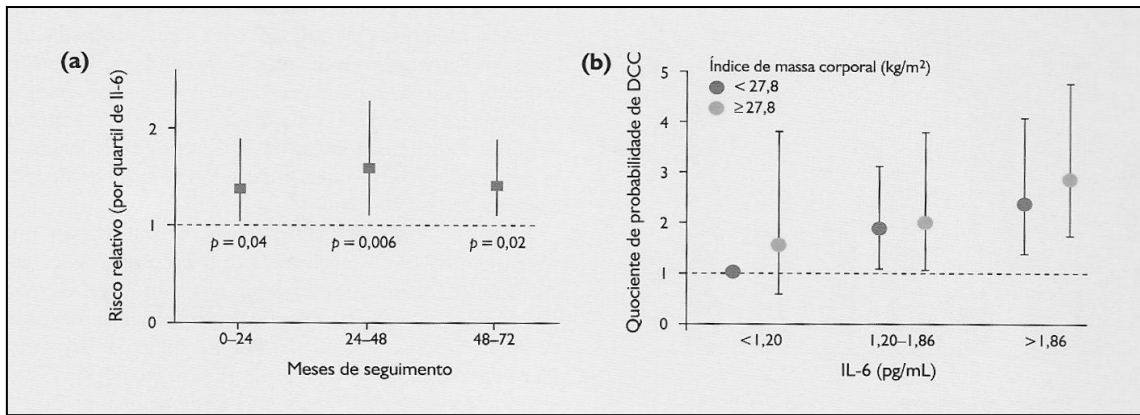 (a)
Risco relativo (por quartil de Il-6)
2
1
0
p = 0,04
p = 0,006
p = 0,02
0–24
24–48
48–72
Meses de seguimento
(b)
Quociente de probabilidade de DCC
Índice de massa corporal (kg/m²)
< 27,8
≥ 27,8
5
4
3
2
1
0
<1,20
1,20–1,86
>1,86
IL-6 (pg/mL)